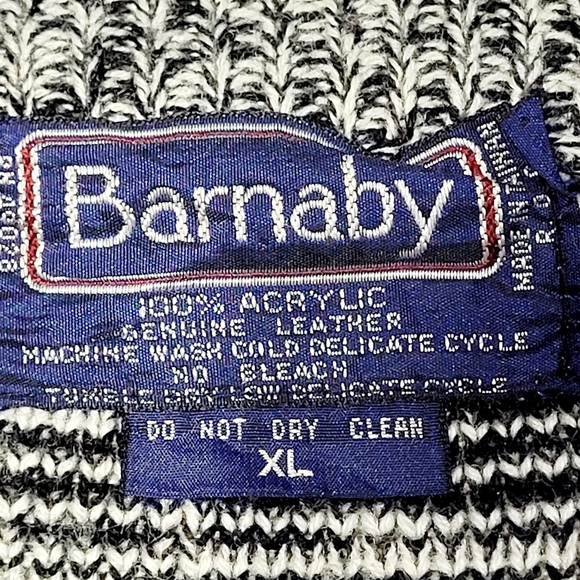 Barnaby
100% ACRYLIC
GENUINE LEATHER
MACHINE WASH COLD DELICATE CYCLE
NO BLEACH
TUMBLE DRY LOW DELICATE CYCLE
DO NOT DRY CLEAN
XL
MADE IN TAIWAN
R.O.C.